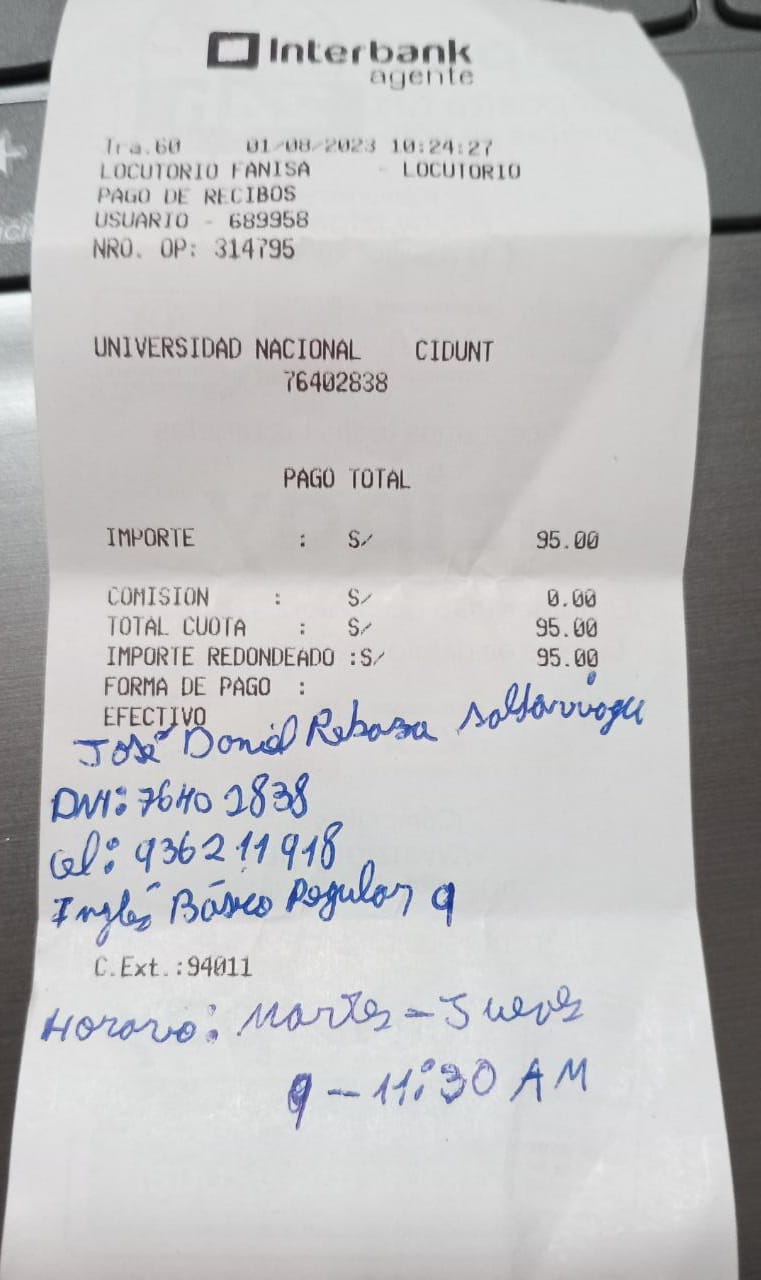 Interbank
agente
Tra.60 01/08/2023 10:24:27
LOCUTORIO FANISA - LOCUTORIO
PAGO DE RECIBOS
USUARIO - 689958
NRO. OP: 314795
UNIVERSIDAD NACIONAL CIDUNT
76402838
PAGO TOTAL
IMPORTE : S/ 95.00
COMISION : S/ 0.00
TOTAL CUOTA : S/ 95.00
IMPORTE REDONDEADO :S/ 95.00
FORMA DE PAGO :
EFECTIVO
José Daniel Rebaza
DNI: 76402838
Cel: 936211918
Inglés Básico Regular 9
C.Ext.:94011
Horario: Martes - Jueves
9 - 11:30 AM